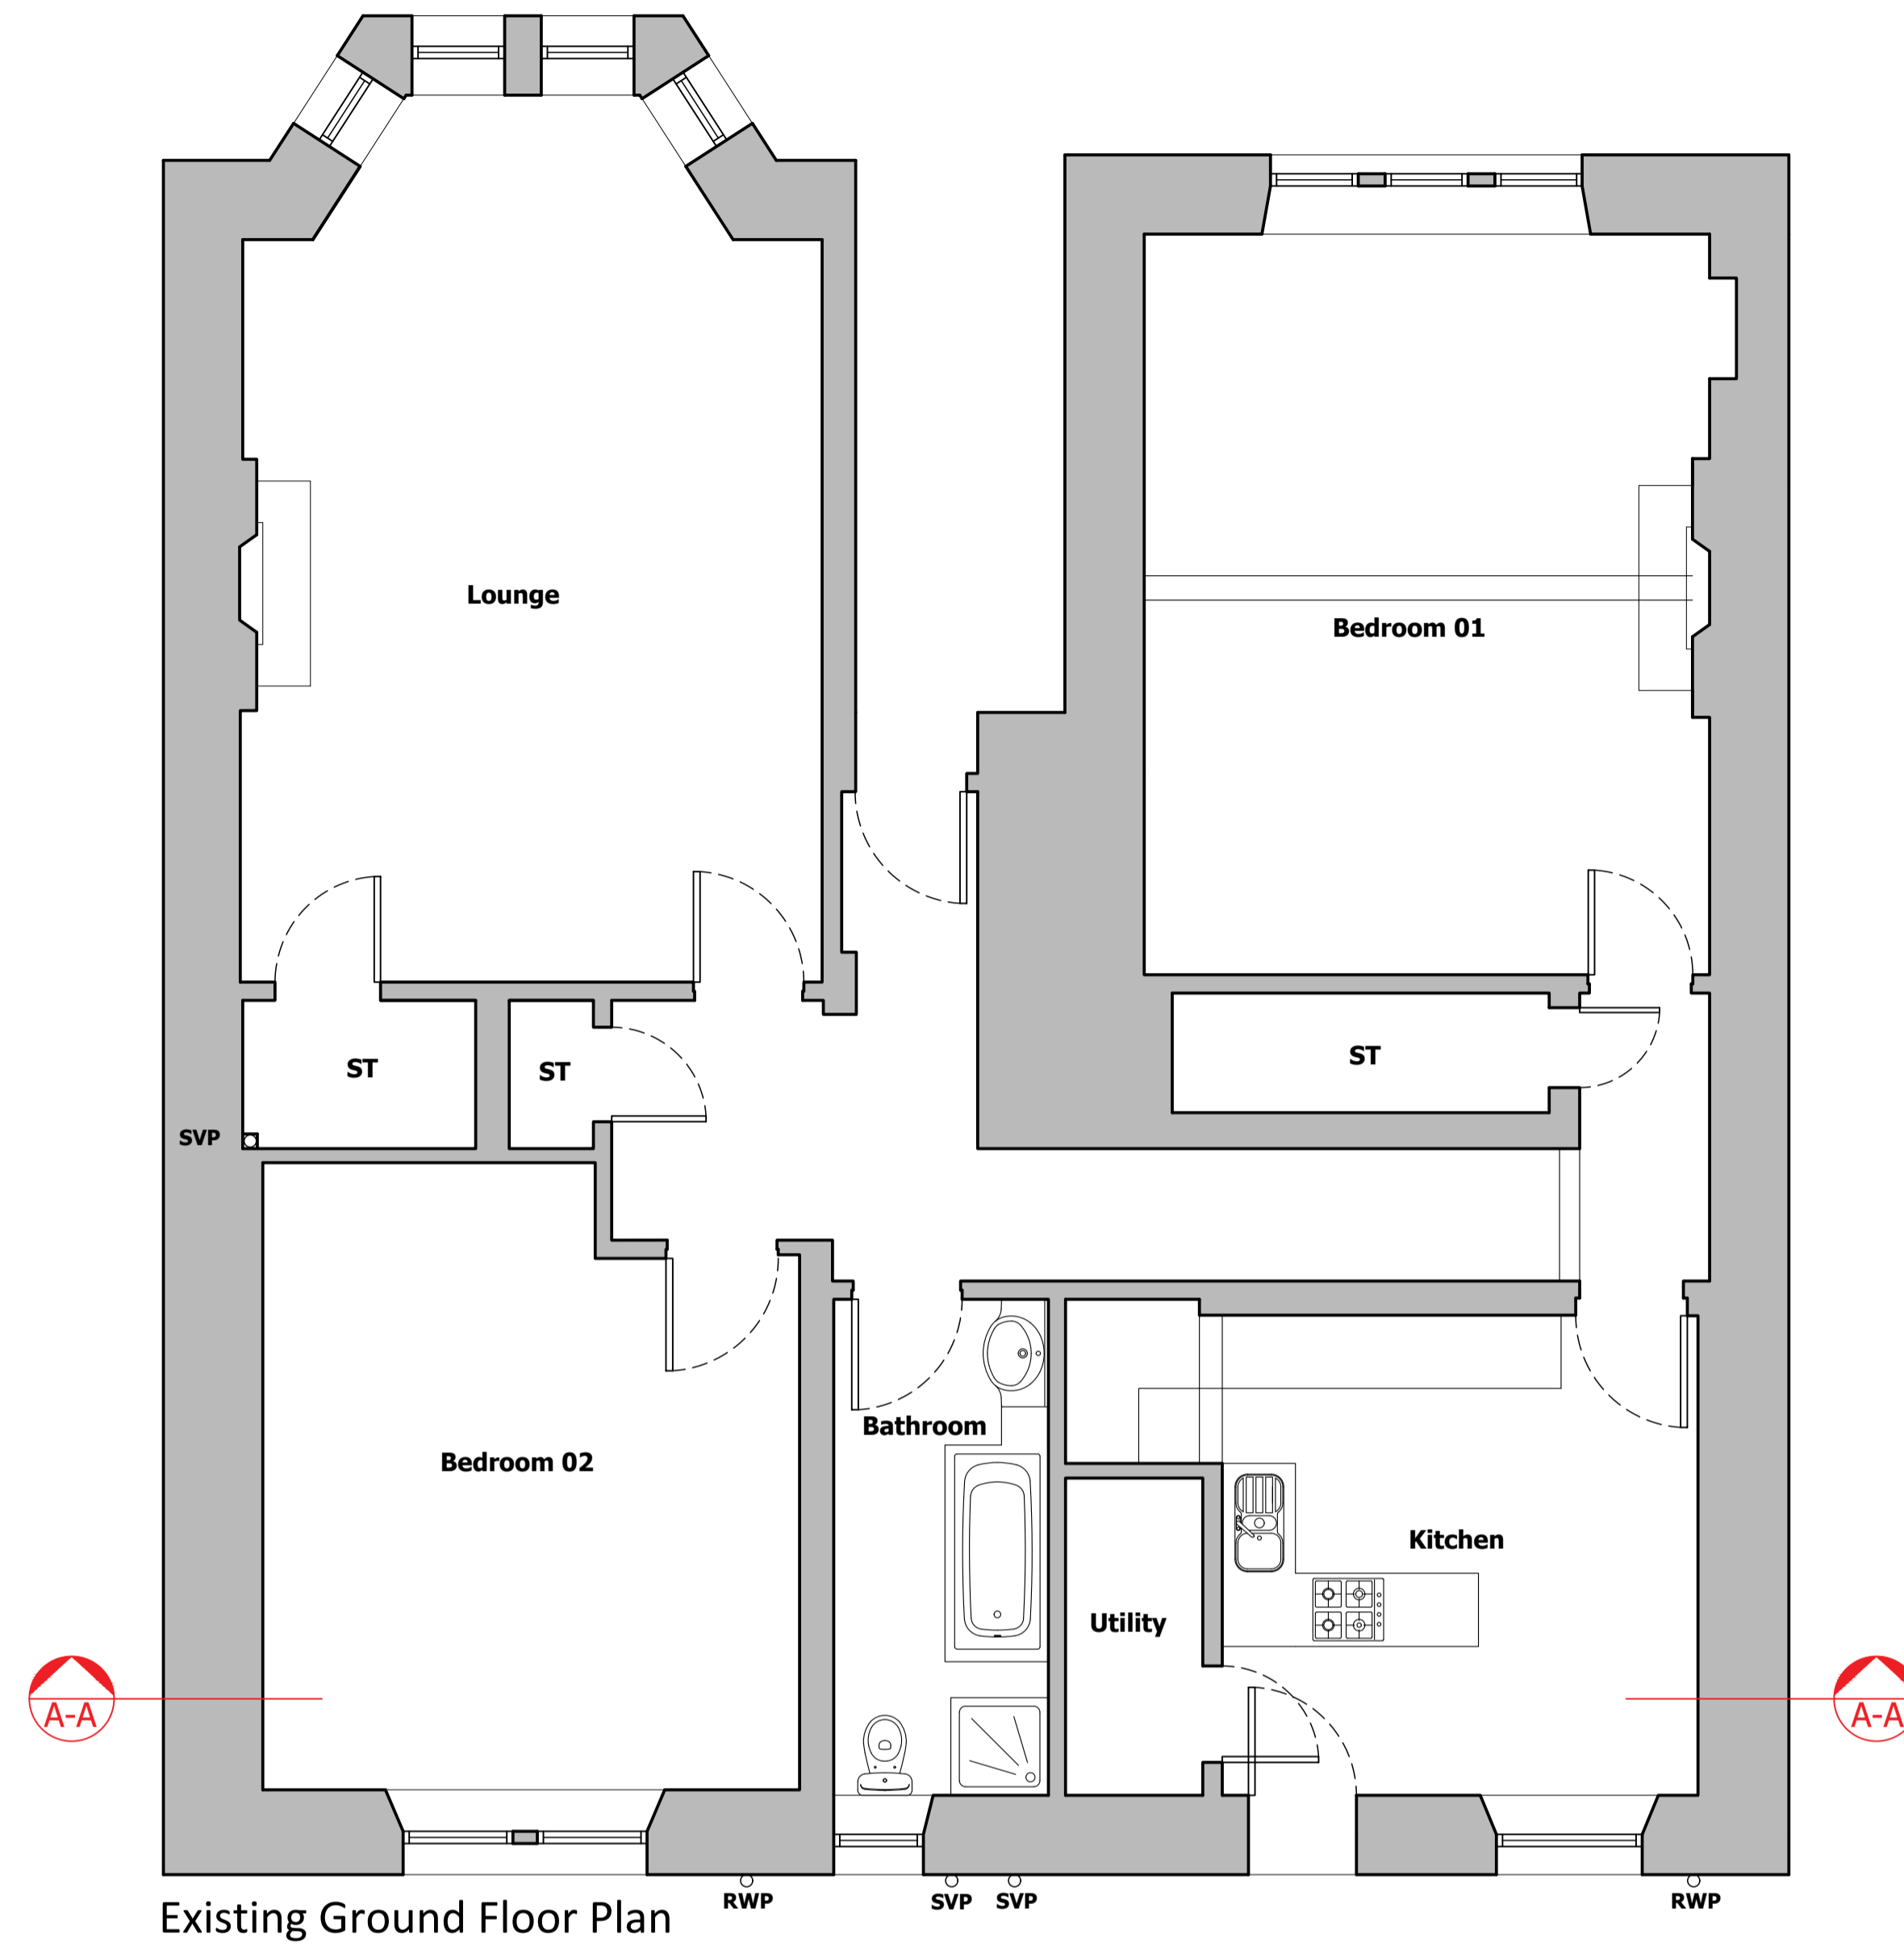 Lounge
Bedroom 01
ST
ST
ST
SVP
Bathroom
Bedroom 02
Kitchen
Utility
A-A
A-A
RWP
SVP
SVP
RWP
Existing Ground Floor Plan